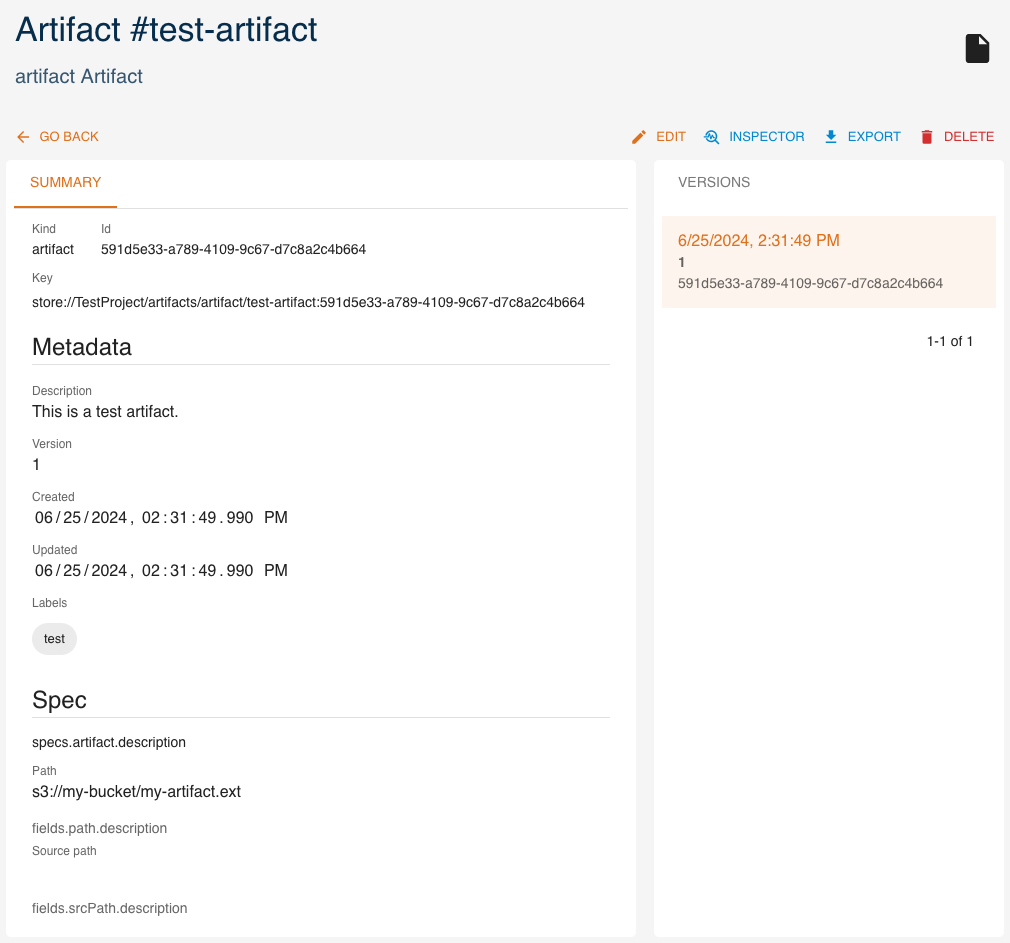 Artifact #test-artifact
artifact Artifact
GO BACK
EDIT
INSPECTOR
EXPORT
DELETE
SUMMARY
Kind
Id
artifact
591d5e33-a789-4109-9c67-d7c8a2c4b664
Key
store://TestProject/artifacts/artifact/test-artifact:591d5e33-a789-4109-9c67-d7c8a2c4b664
Metadata
Description
This is a test artifact.
Version
1
Created
06/25/2024, 02:31:49.990 PM
Updated
06/25/2024, 02:31:49.990 PM
Labels
test
Spec
specs.artifact.description
Path
s3://my-bucket/my-artifact.ext
fields.path.description
Source path
fields.srcPath.description
VERSIONS
6/25/2024, 2:31:49 PM
1
591d5e33-a789-4109-9c67-d7c8a2c4b664
1-1 of 1